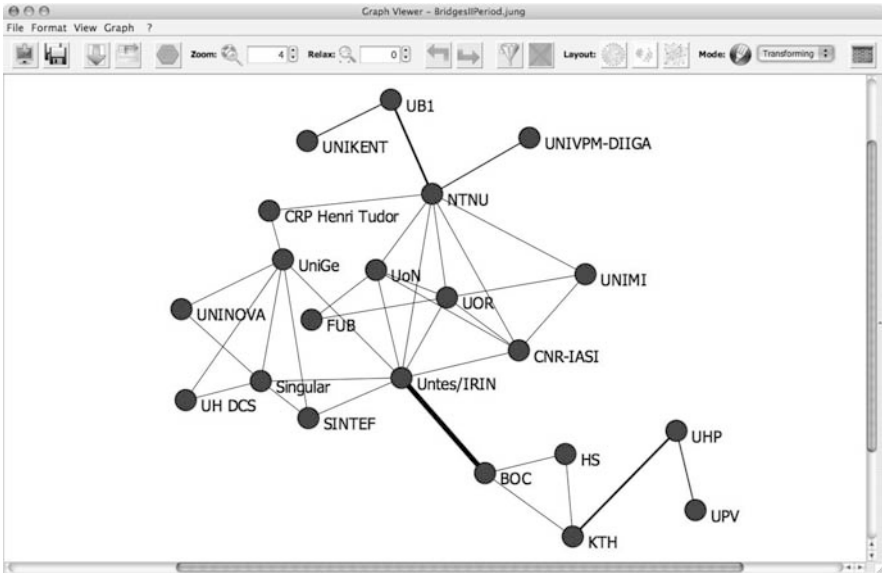 Graph Viewer – BridgesIIPeriod.jung
File Format View Graph ?
Zoom: 4 Relax: 0 Layout: Mode: Transforming
UB1
UNIKENT
UNIVPM-DIIGA
NTNU
CRP Henri Tudor
UniGe
UoN
UNIMI
UOR
UNINOVA
FUB
CNR-IASI
Untes/IRIN
Singular
UH DCS
SINTEF
UHP
HS
BOC
UPV
KTH